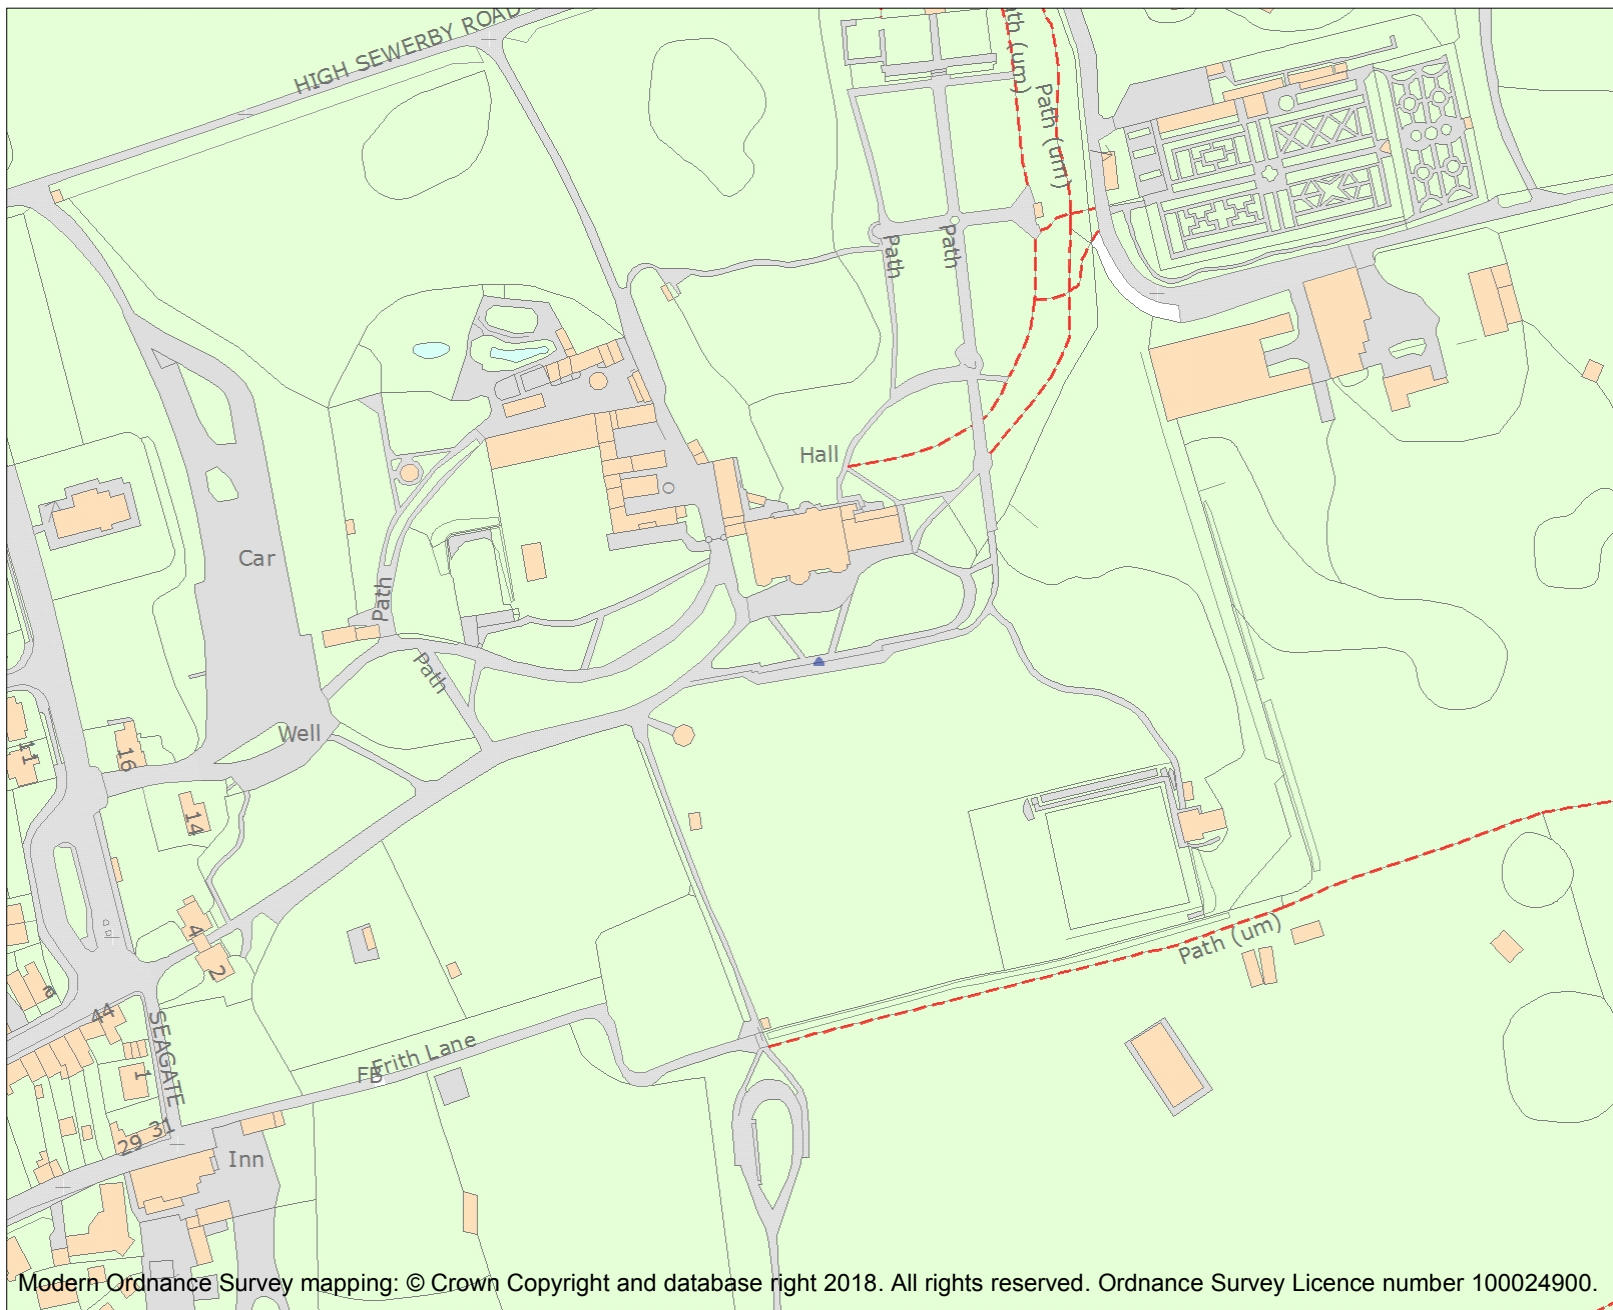 HIGH SEWERBY ROAD
Path (um)
Path (um)
Path
Path
Hall
Car
Path
Path
Well
11
16
14
4
2
a
44
SEAGATE
1
Frith Lane
FB
29 31
Inn
Path (um)
Modern Ordnance Survey mapping: © Crown Copyright and database right 2018. All rights reserved. Ordnance Survey Licence number 100024900.